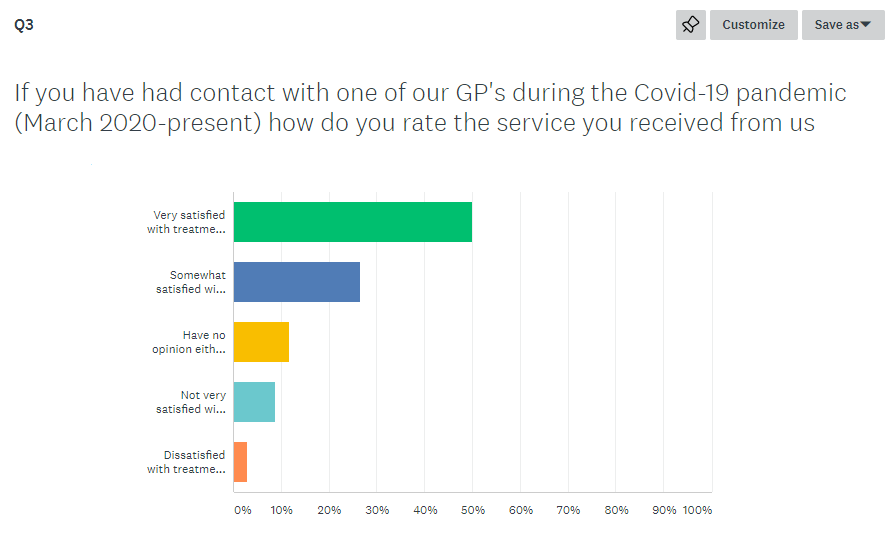 Q3
Customize
Save as
If you have had contact with one of our GP's during the Covid-19 pandemic
(March 2020-present) how do you rate the service you received from us
Very satisfied
with treatme...
Somewhat
satisfied wi...
Have no
opinion eith...
Not very
satisfied wi...
Dissatisfied
with treatme...
0% 10% 20% 30% 40% 50% 60% 70% 80% 90% 100%